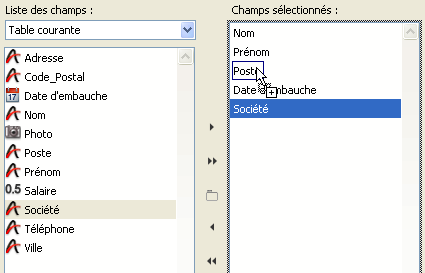 Liste des champs :
Table courante
Adresse
Code_Postal
17
Date d'embauche
Nom
Photo
Poste
Prénom
0.5 Salaire
Société
Téléphone
Ville
Champs sélectionnés :
Nom
Prénom
Poste
Date d'embauche
Société